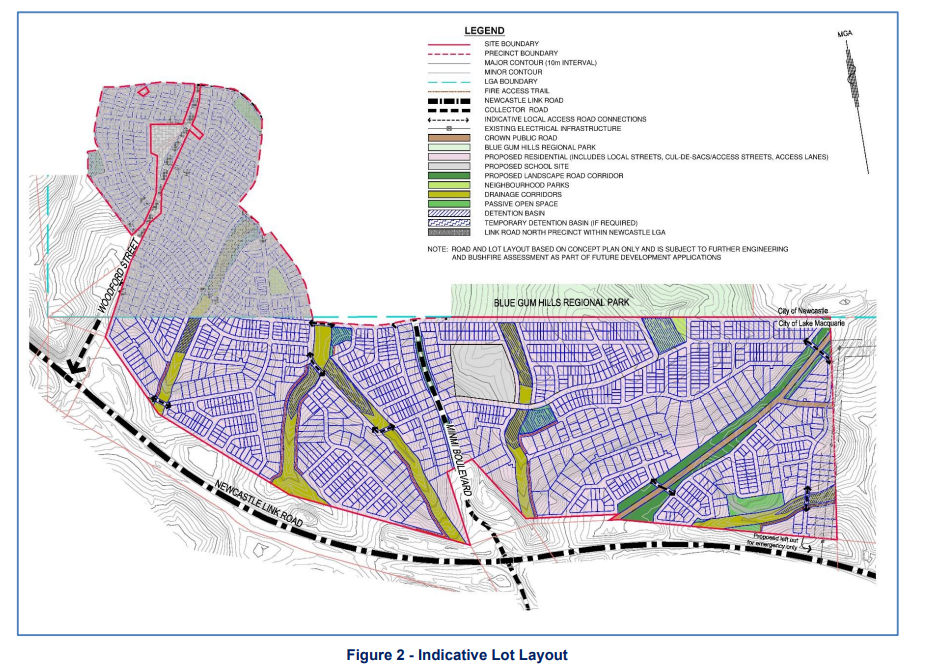 LEGEND
SITE BOUNDARY
PRECINCT BOUNDARY
MAJOR CONTOUR (10m INTERVAL)
MINOR CONTOUR
LGA BOUNDARY
FIRE ACCESS TRAIL
NEWCASTLE LINK ROAD
COLLECTOR ROAD
INDICATIVE LOCAL ACCESS ROAD CONNECTIONS
EXISTING ELECTRICAL INFRASTRUCTURE
CROWN PUBLIC ROAD
BLUE GUM HILLS REGIONAL PARK
PROPOSED RESIDENTIAL (INCLUDES LOCAL STREETS, CUL-DE-SACS/ACCESS STREETS, ACCESS LANES)
PROPOSED SCHOOL SITE
PROPOSED LANDSCAPE ROAD CORRIDOR
NEIGHBOURHOOD PARKS
DRAINAGE CORRIDORS
PASSIVE OPEN SPACE
DETENTION BASIN
TEMPORARY DETENTION BASIN (IF REQUIRED)
LINK ROAD NORTH PRECINCT WITHIN NEWCASTLE LGA
NOTE: ROAD AND LOT LAYOUT BASED ON CONCEPT PLAN ONLY AND IS SUBJECT TO FURTHER ENGINEERING
AND BUSHFIRE ASSESSMENT AS PART OF FUTURE DEVELOPMENT APPLICATIONS
MGA
WOODFORD STREET
BLUE GUM HILLS REGIONAL PARK
City of Newcastle
City of Lake Macquarie
MINMI BOULEVARD
NEWCASTLE LINK ROAD
Proposed left out
for emergency only
Figure 2 - Indicative Lot Layout